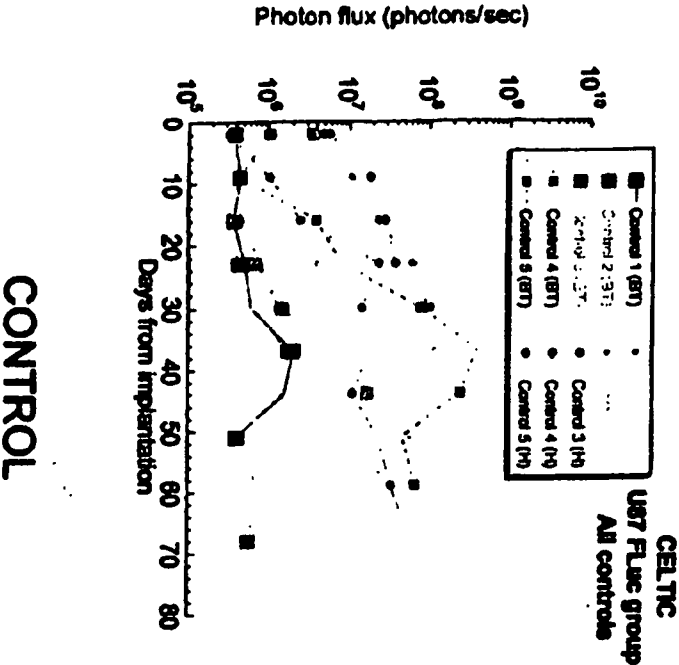 CELTIC
U87 FLuc group
All controls
Control 1 (BT)
Control 4 (BT)
Control 5 (BT)
Control 3 (H)
Control 4 (H)
Control 5 (H)
Photon flux (photons/sec)
10^10
10^9
10^8
10^7
10^6
10^5
0 10 20 30 40 50 60 70 80
Days from implantation
CONTROL